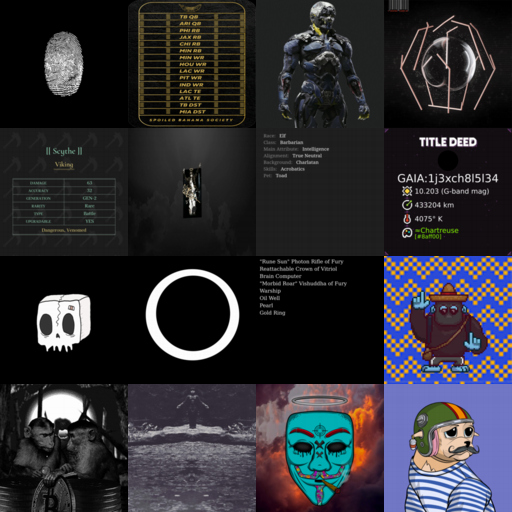 TB QB
ARI QB
PHI RB
JAX RB
CHI RB
MIN RB
MIN WR
HOU WR
LAC WR
PIT WR
IND WR
LAC TE
ATL TE
TB DST
MIA DST
SPOILED BANANA SOCIETY
][ Scythe ][
Viking
DAMAGE 63
ACCURACY 55
GENERATION GEN-2
RARITY Rare
TYPE Battle
UPGRADABLE YES
Dangerous, Venomed
Race: Elf
Class: Barbarian
Main Attribute: Intelligence
Alignment: True Neutral
Background: Charlatan
Skills: Acrobatics
Pet: Toad
TITLE DEED
GAIA:1j3xch8l5l34
10.203 (G-band mag)
433204 km
4075° K
≈Chartreuse
[#8aff00]
"Rune Sun" Photon Rifle of Fury
Reattachable Crown of Vitriol
Brain Computer
"Morbid Roar" Vishuddha of Fury
Warship
Oil Well
Pearl
Gold Ring